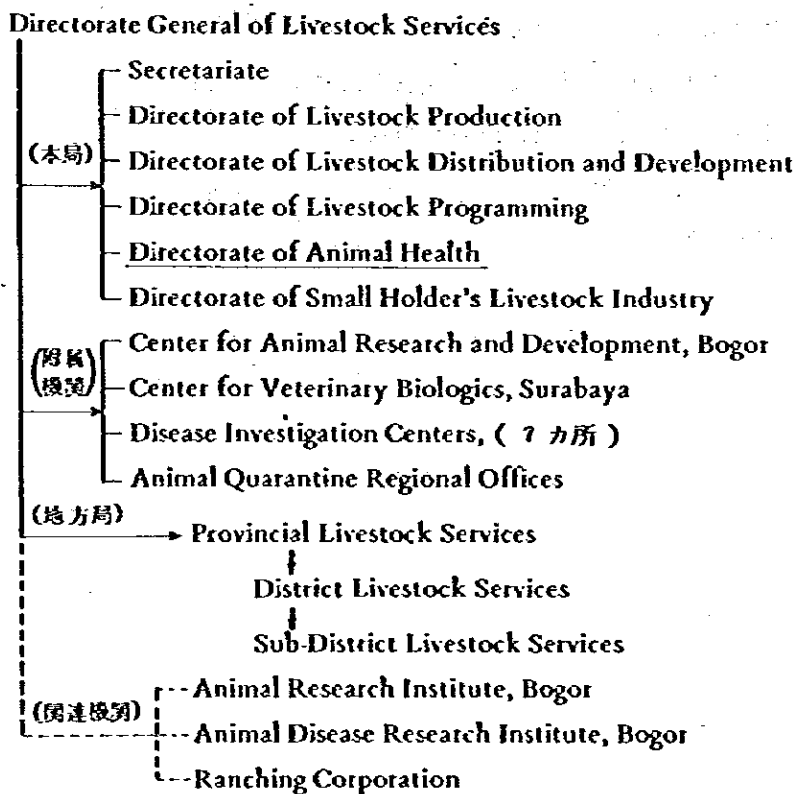 Directorate General of Livestock Services
Secretariate
Directorate of Livestock Production
(本局)
Directorate of Livestock Distribution and Development
Directorate of Livestock Programming
Directorate of Animal Health
Directorate of Small Holder's Livestock Industry
(附属
機関)
Center for Animal Research and Development, Bogor
Center for Veterinary Biologics, Surabaya
Disease Investigation Centers, ( 7 カ所 )
Animal Quarantine Regional Offices
(地方局)
Provincial Livestock Services
District Livestock Services
Sub-District Livestock Services
(関連機関)
Animal Research Institute, Bogor
Animal Disease Research Institute, Bogor
Ranching Corporation